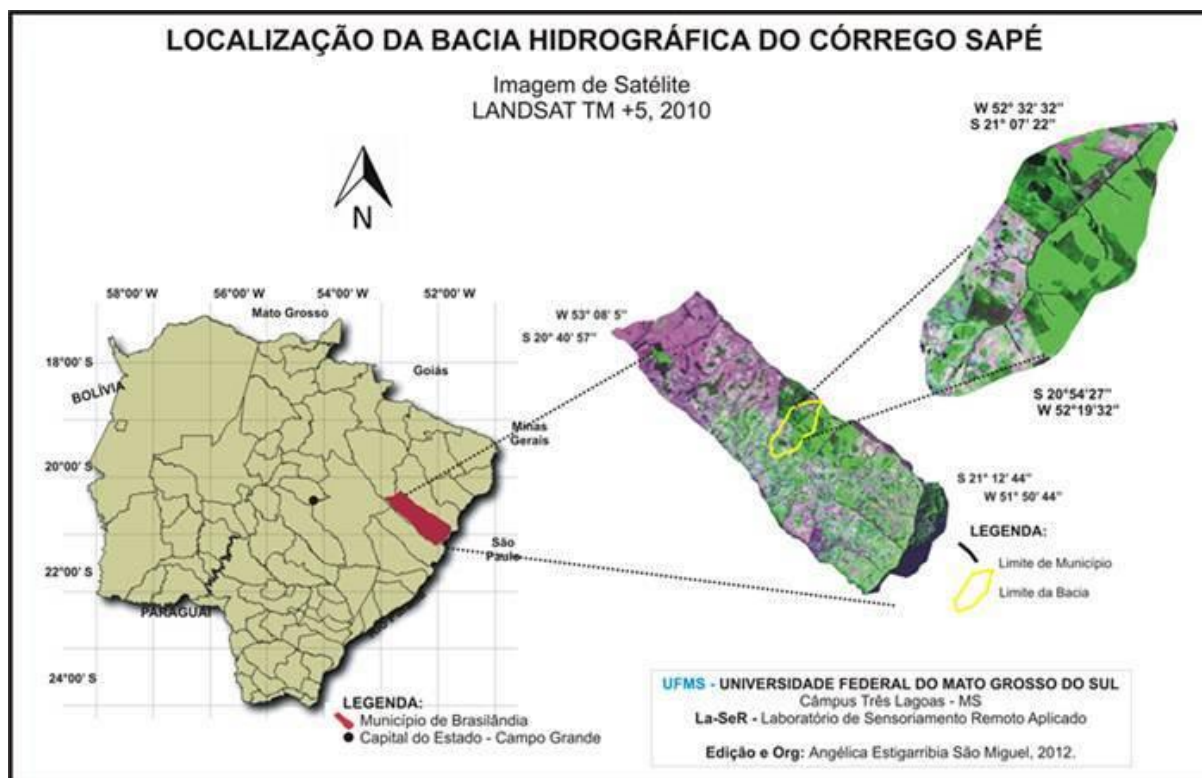 LOCALIZAÇÃO DA BACIA HIDROGRÁFICA DO CÓRREGO SAPÉ
Imagem de Satélite
LANDSAT TM +5, 2010
N
W 52° 32' 32"
S 21° 07' 22"
58°00' W
56°00' W
54°00' W
52°00' W
Mato Grosso
18°00' S
BOLÍVIA
Goiás
Minas
Gerais
20°00' S
São
Paulo
22°00' S
PARAGUAI
24°00' S
LEGENDA:
Município de Brasilândia
Capital do Estado - Campo Grande
W 53° 08' 5"
S 20° 40' 57"
S 20°54'27"
W 52°19'32"
S 21° 12' 44"
W 51° 50' 44"
LEGENDA:
Limite de Município
Limite da Bacia
UFMS - UNIVERSIDADE FEDERAL DO MATO GROSSO DO SUL
Câmpus Três Lagoas - MS
La-SeR - Laboratório de Sensoriamento Remoto Aplicado
Edição e Org: Angélica Estigarribia São Miguel, 2012.